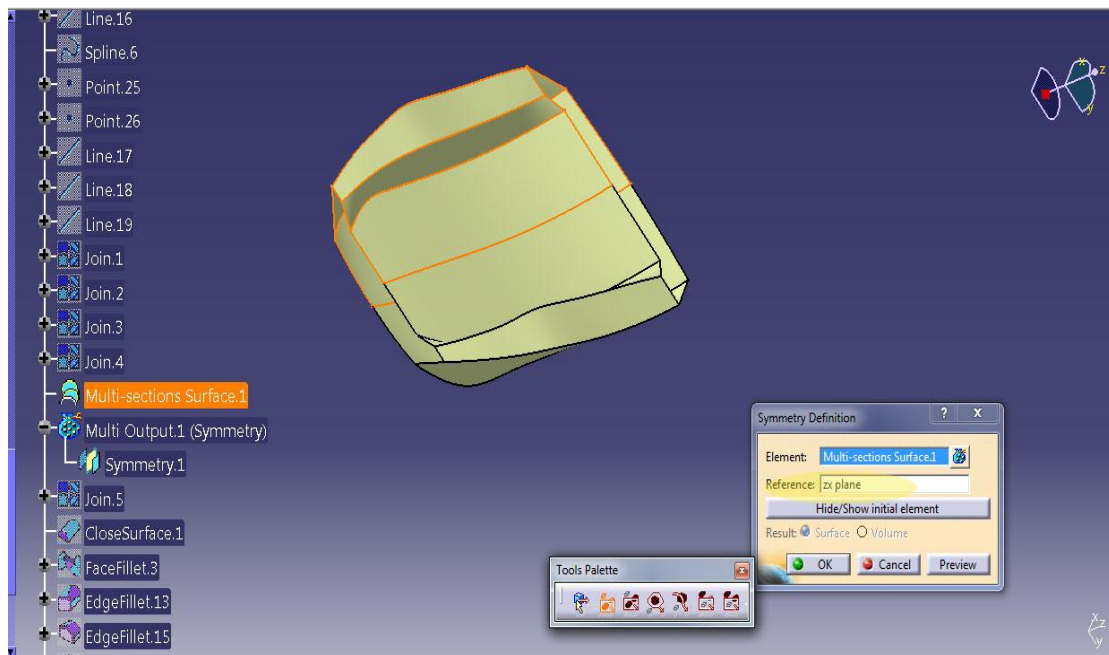 Line.16
Spline.6
Point.25
Point.26
Line.17
Line.18
Line.19
Join.1
Join.2
Join.3
Join.4
Multi-sections Surface.1
Multi Output.1 (Symmetry)
Symmetry.1
Join.5
CloseSurface.1
FaceFillet.3
EdgeFillet.13
EdgeFillet.15
x
z
y
Symmetry Definition ? X
Element: Multi-sections Surface.1
Reference: zx plane
Hide/Show initial element
Result: Surface Volume
OK Cancel Preview
Tools Palette
x
z
y